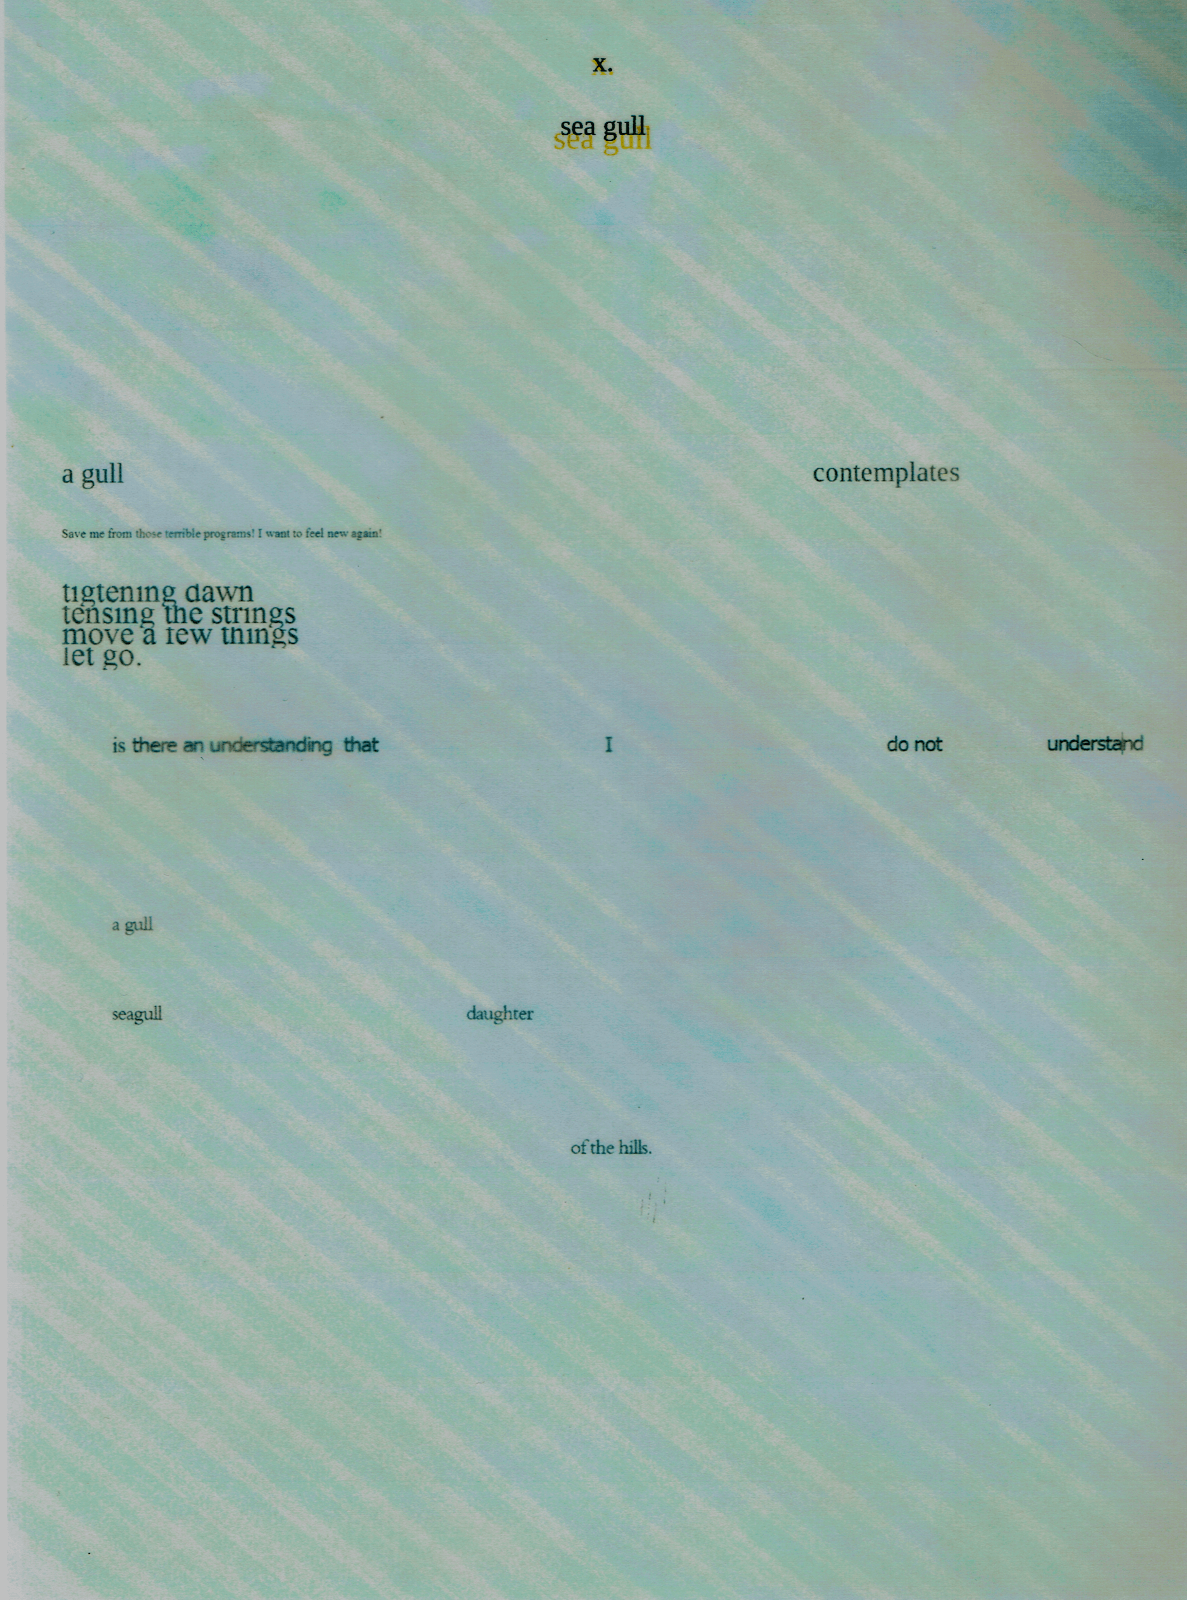 x.
sea gull
a gull contemplates
Save me from those terrible programs! I want to feel new again!
tigtening dawn
tensing the strings
move a few things
let go.
is there an understanding that I do not understand
a gull
seagull daughter
of the hills.